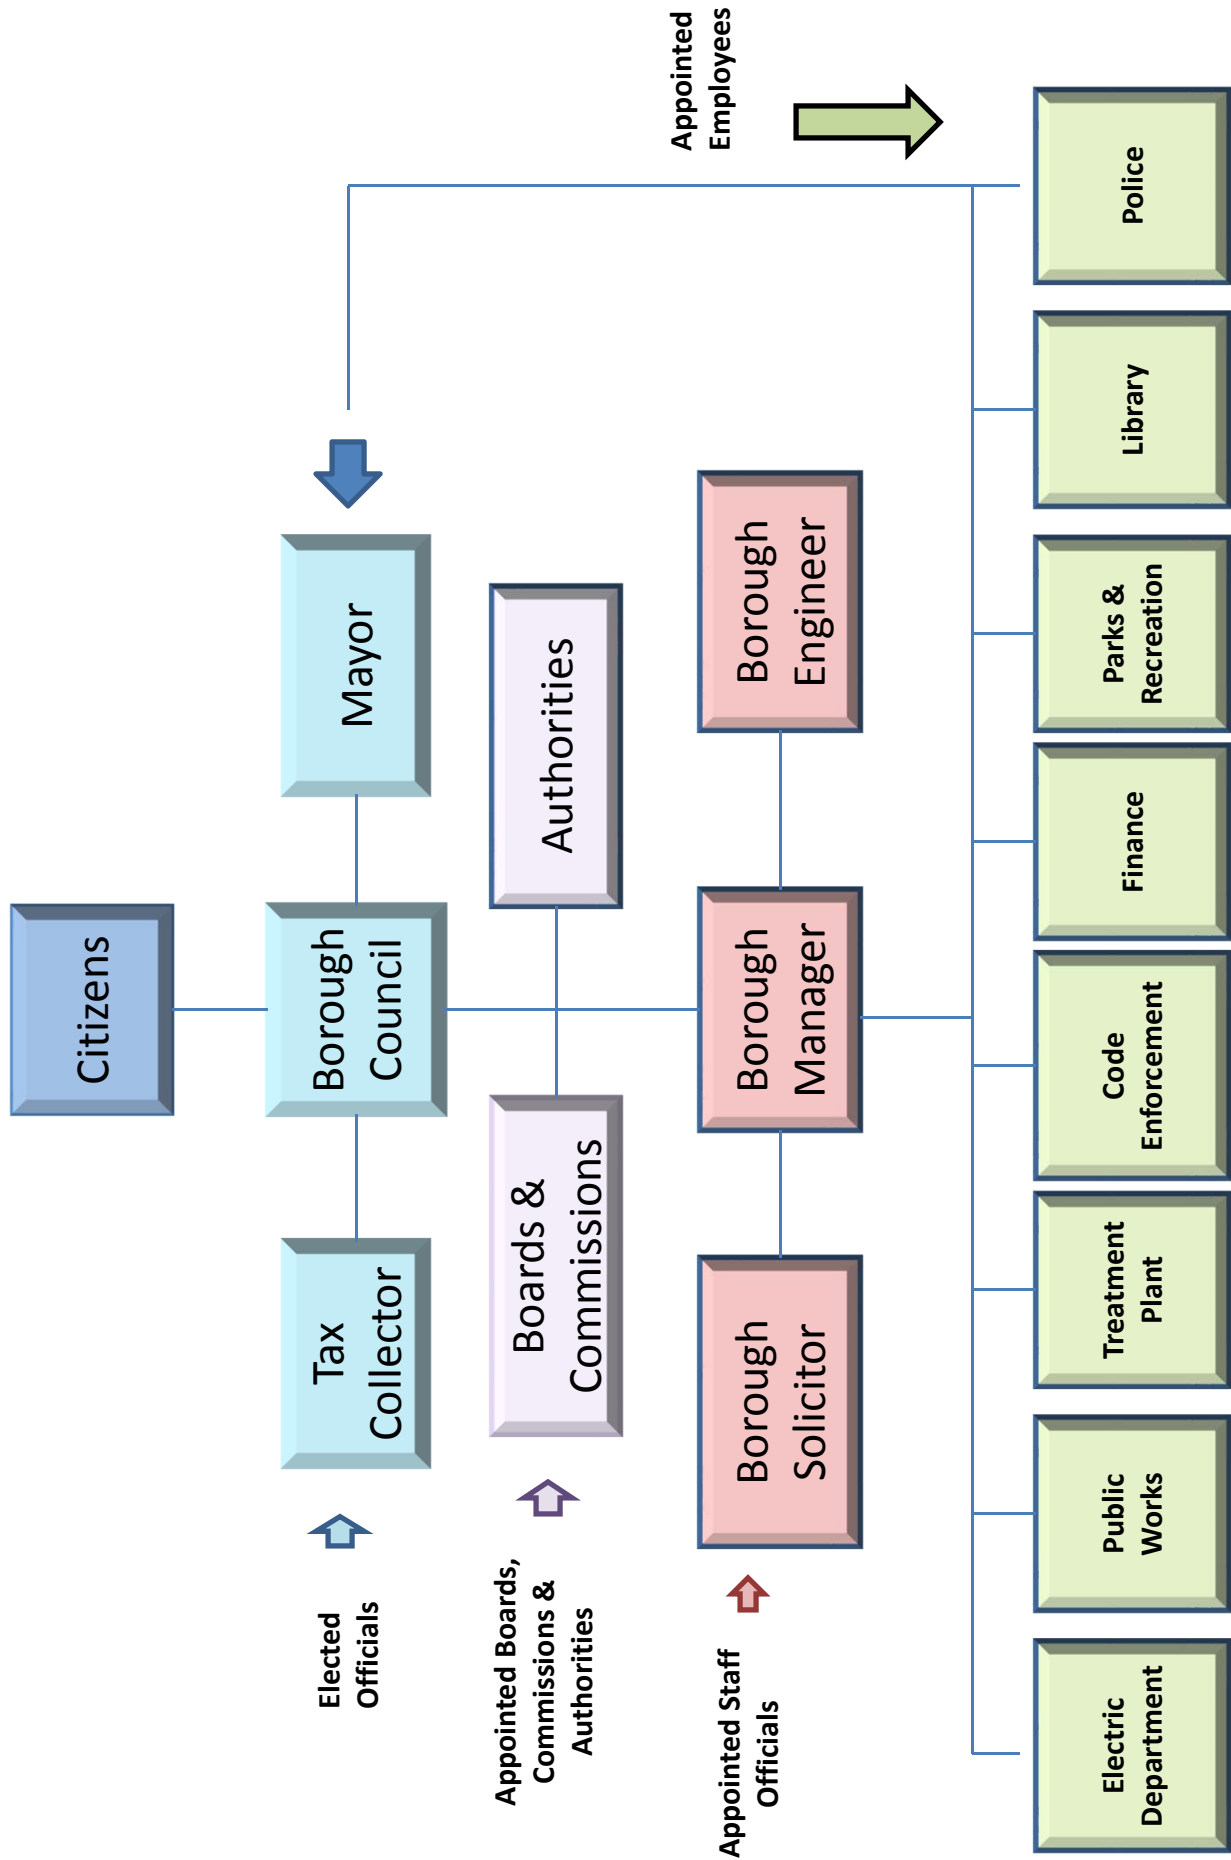 Citizens
Elected
Officials
Tax
Collector
Borough
Council
Mayor
Appointed Boards,
Commissions &
Authorities
Boards &
Commissions
Authorities
Appointed Staff
Officials
Borough
Solicitor
Borough
Manager
Borough
Engineer
Appointed
Employees
Electric
Department
Public
Works
Treatment
Plant
Code
Enforcement
Finance
Parks &
Recreation
Library
Police